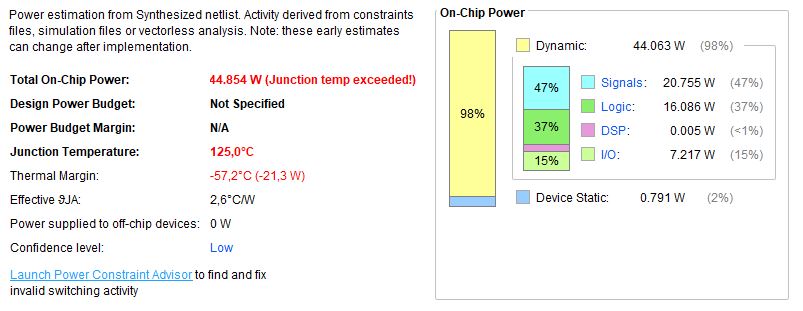 Power estimation from Synthesized netlist. Activity derived from constraints
files, simulation files or vectorless analysis. Note: these early estimates
can change after implementation.
Total On-Chip Power: 44.854 W (Junction temp exceeded!)
Design Power Budget: Not Specified
Power Budget Margin: N/A
Junction Temperature: 125,0°C
Thermal Margin: -57,2°C (-21,3 W)
Effective ϑJA: 2,6°C/W
Power supplied to off-chip devices: 0 W
Confidence level: Low
Launch Power Constraint Advisor to find and fix
invalid switching activity
On-Chip Power
98%
Dynamic: 44.063 W (98%)
47%
37%
15%
Signals: 20.755 W (47%)
Logic: 16.086 W (37%)
DSP: 0.005 W (<1%)
I/O: 7.217 W (15%)
Device Static: 0.791 W (2%)